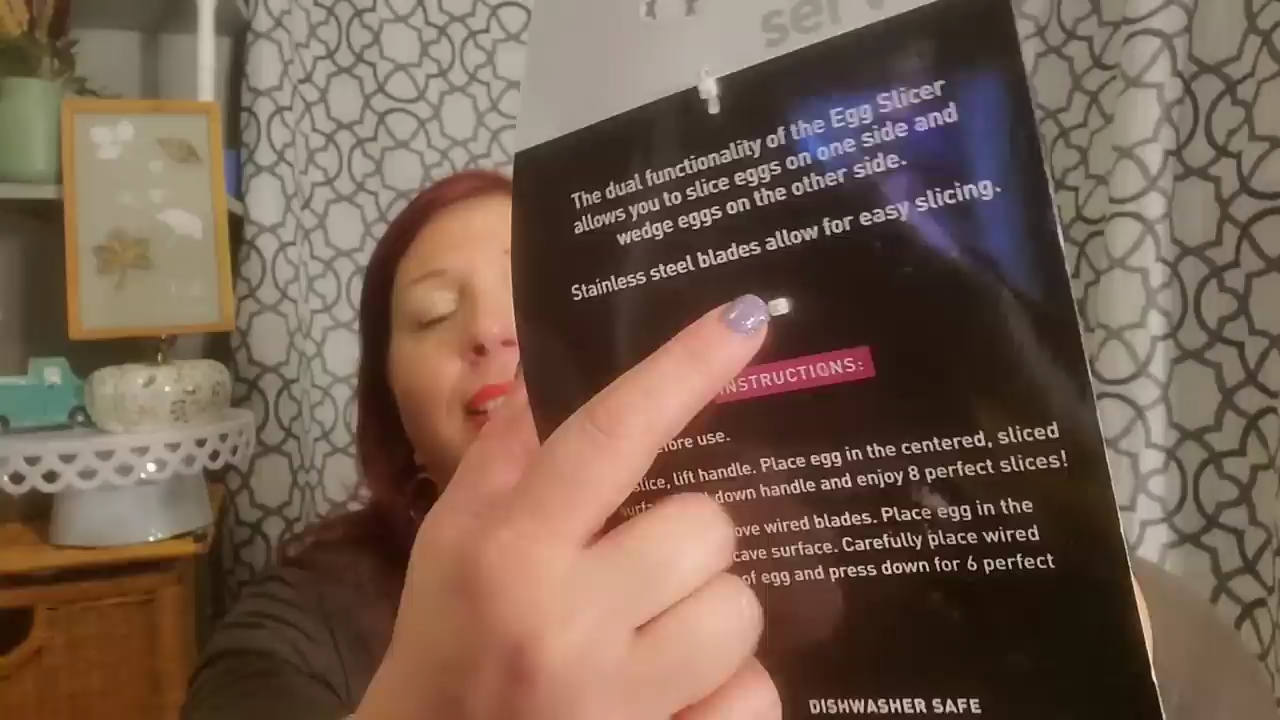 The dual functionality of the Egg Slicer
allows you to slice eggs on one side and
wedge eggs on the other side.
Stainless steel blades allow for easy slicing.
INSTRUCTIONS:
use.
slice, lift handle. Place egg in the centered, sliced
down handle and enjoy 8 perfect slices!
wired blades. Place egg in the
surface. Carefully place wired
of egg and press down for 6 perfect
DISHWASHER SAFE